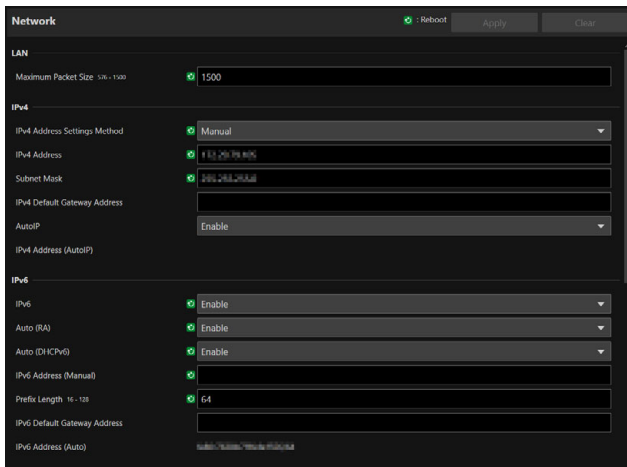 Network : Reboot Apply Clear
LAN
Maximum Packet Size 576 - 1500 1500
IPv4
IPv4 Address Settings Method Manual
IPv4 Address
Subnet Mask
IPv4 Default Gateway Address
AutoIP Enable
IPv4 Address (AutoIP)
IPv6
IPv6 Enable
Auto (RA) Enable
Auto (DHCPv6) Enable
IPv6 Address (Manual)
Prefix Length 16 - 128 64
IPv6 Default Gateway Address
IPv6 Address (Auto)